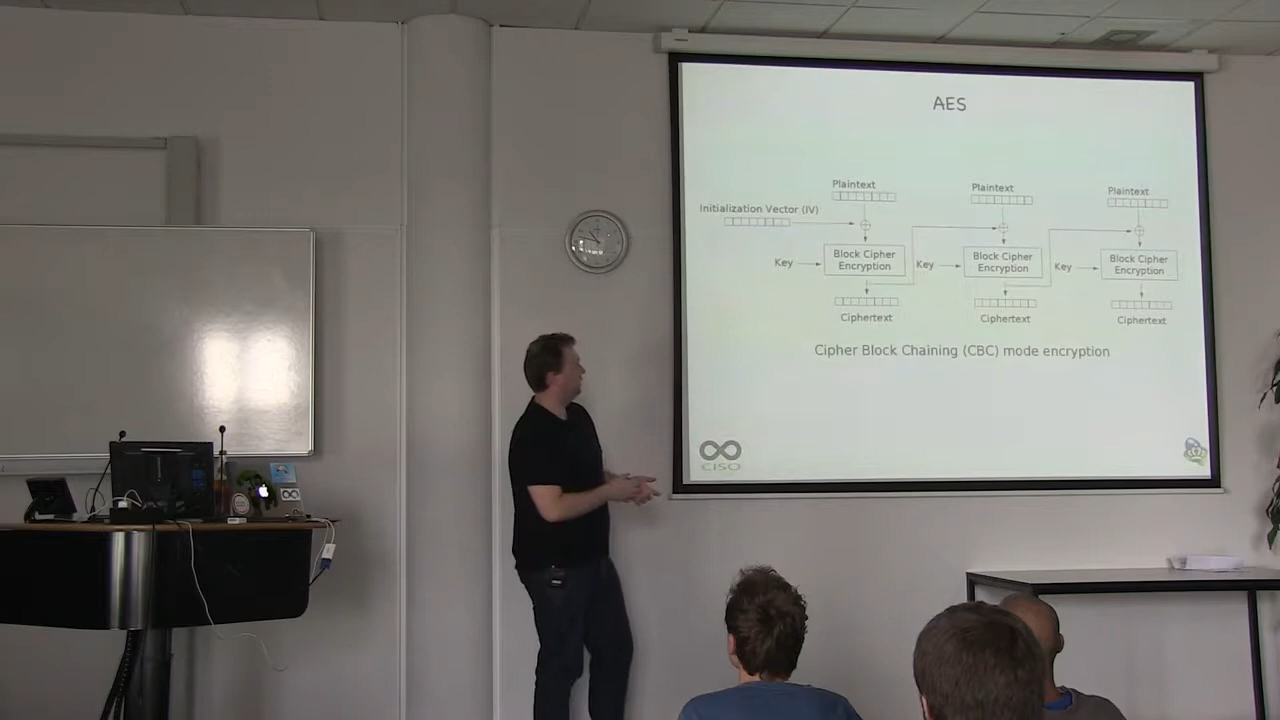 AES
Plaintext
Plaintext
Plaintext
Initialization Vector (IV)
Key
Block Cipher
Encryption
Key
Block Cipher
Encryption
Key
Block Cipher
Encryption
Ciphertext
Ciphertext
Ciphertext
Cipher Block Chaining (CBC) mode encryption
CISO